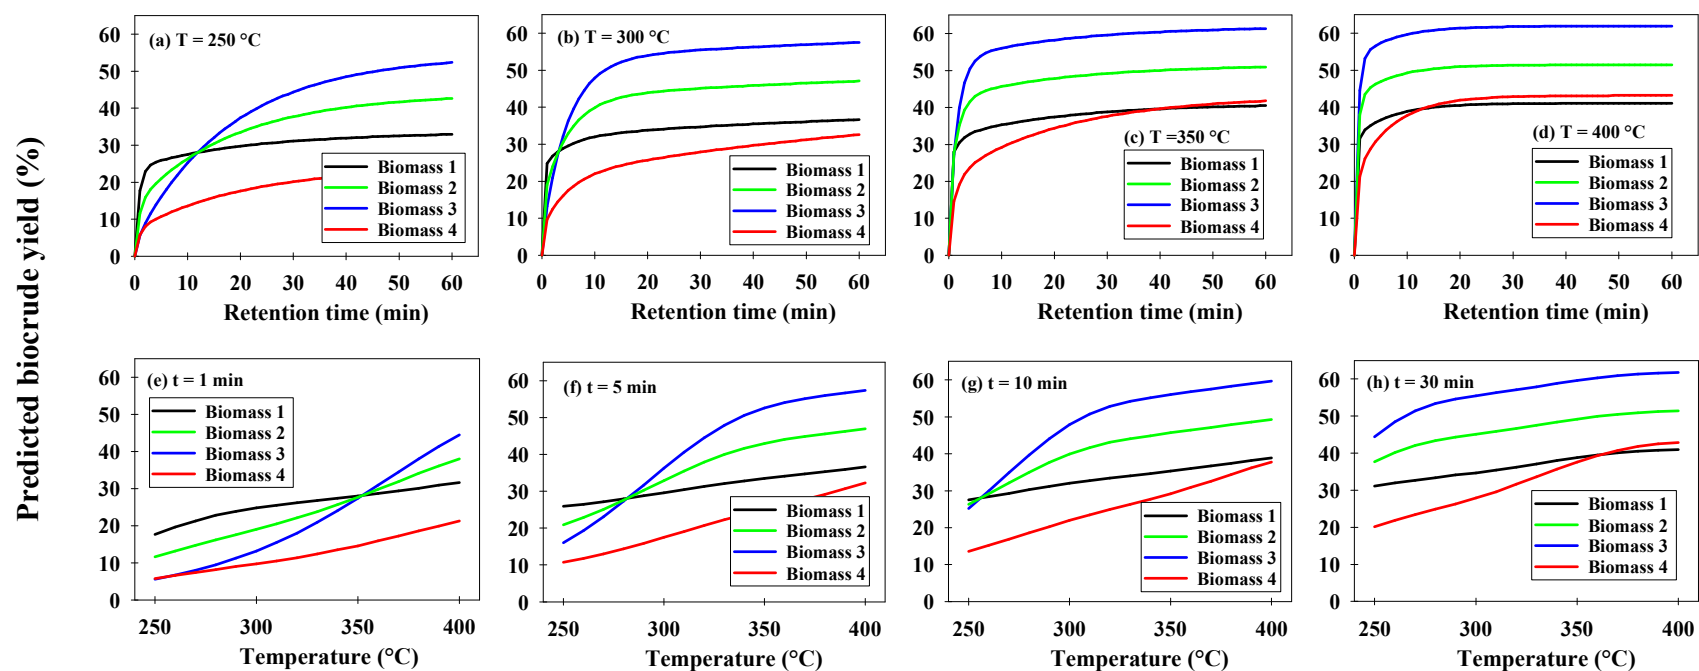 Predicted biocrude yield (%)
(a) T = 250 °C
60
50
40
30
20
10
0
Biomass 1
Biomass 2
Biomass 3
Biomass 4
0 10 20 30 40 50 60
Retention time (min)
(b) T = 300 °C
60
50
40
30
20
10
0
Biomass 1
Biomass 2
Biomass 3
Biomass 4
0 10 20 30 40 50 60
Retention time (min)
(c) T =350 °C
60
50
40
30
20
10
0
Biomass 1
Biomass 2
Biomass 3
Biomass 4
0 10 20 30 40 50 60
Retention time (min)
(d) T = 400 °C
60
50
40
30
20
10
0
Biomass 1
Biomass 2
Biomass 3
Biomass 4
0 10 20 30 40 50 60
Retention time (min)
(e) t = 1 min
60
50
40
30
20
10
0
Biomass 1
Biomass 2
Biomass 3
Biomass 4
250 300 350 400
Temperature (°C)
(f) t = 5 min
60
50
40
30
20
10
0
Biomass 1
Biomass 2
Biomass 3
Biomass 4
250 300 350 400
Temperature (°C)
(g) t = 10 min
60
50
40
30
20
10
0
Biomass 1
Biomass 2
Biomass 3
Biomass 4
250 300 350 400
Temperature (°C)
(h) t = 30 min
60
50
40
30
20
10
0
Biomass 1
Biomass 2
Biomass 3
Biomass 4
250 300 350 400
Temperature (°C)